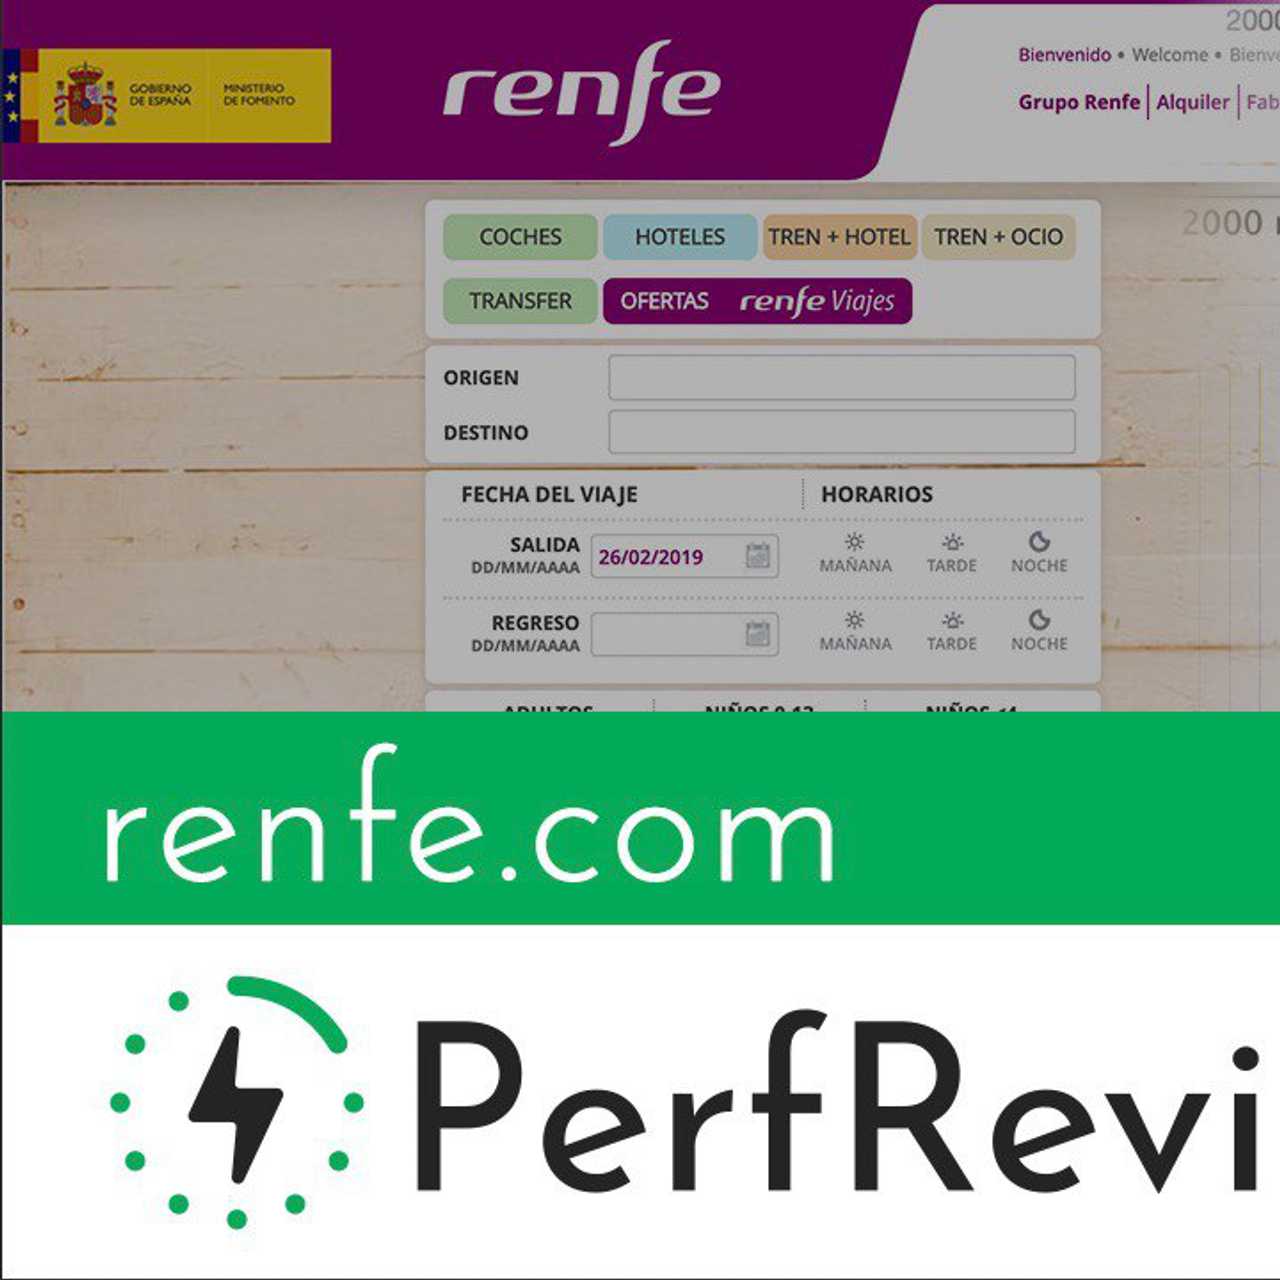 GOBIERNO
DE ESPAÑA
MINISTERIO
DE FOMENTO
renfe
Bienvenido • Welcome •
Grupo Renfe | Alquiler |
COCHES
HOTELES
TREN + HOTEL
TREN + OCIO
2000
TRANSFER
OFERTAS renfe Viajes
ORIGEN
DESTINO
FECHA DEL VIAJE
HORARIOS
SALIDA
DD/MM/AAAA
26/02/2019
MAÑANA
TARDE
NOCHE
REGRESO
DD/MM/AAAA
MAÑANA
TARDE
NOCHE
ADULTOS
renfe.com
PerfRevi